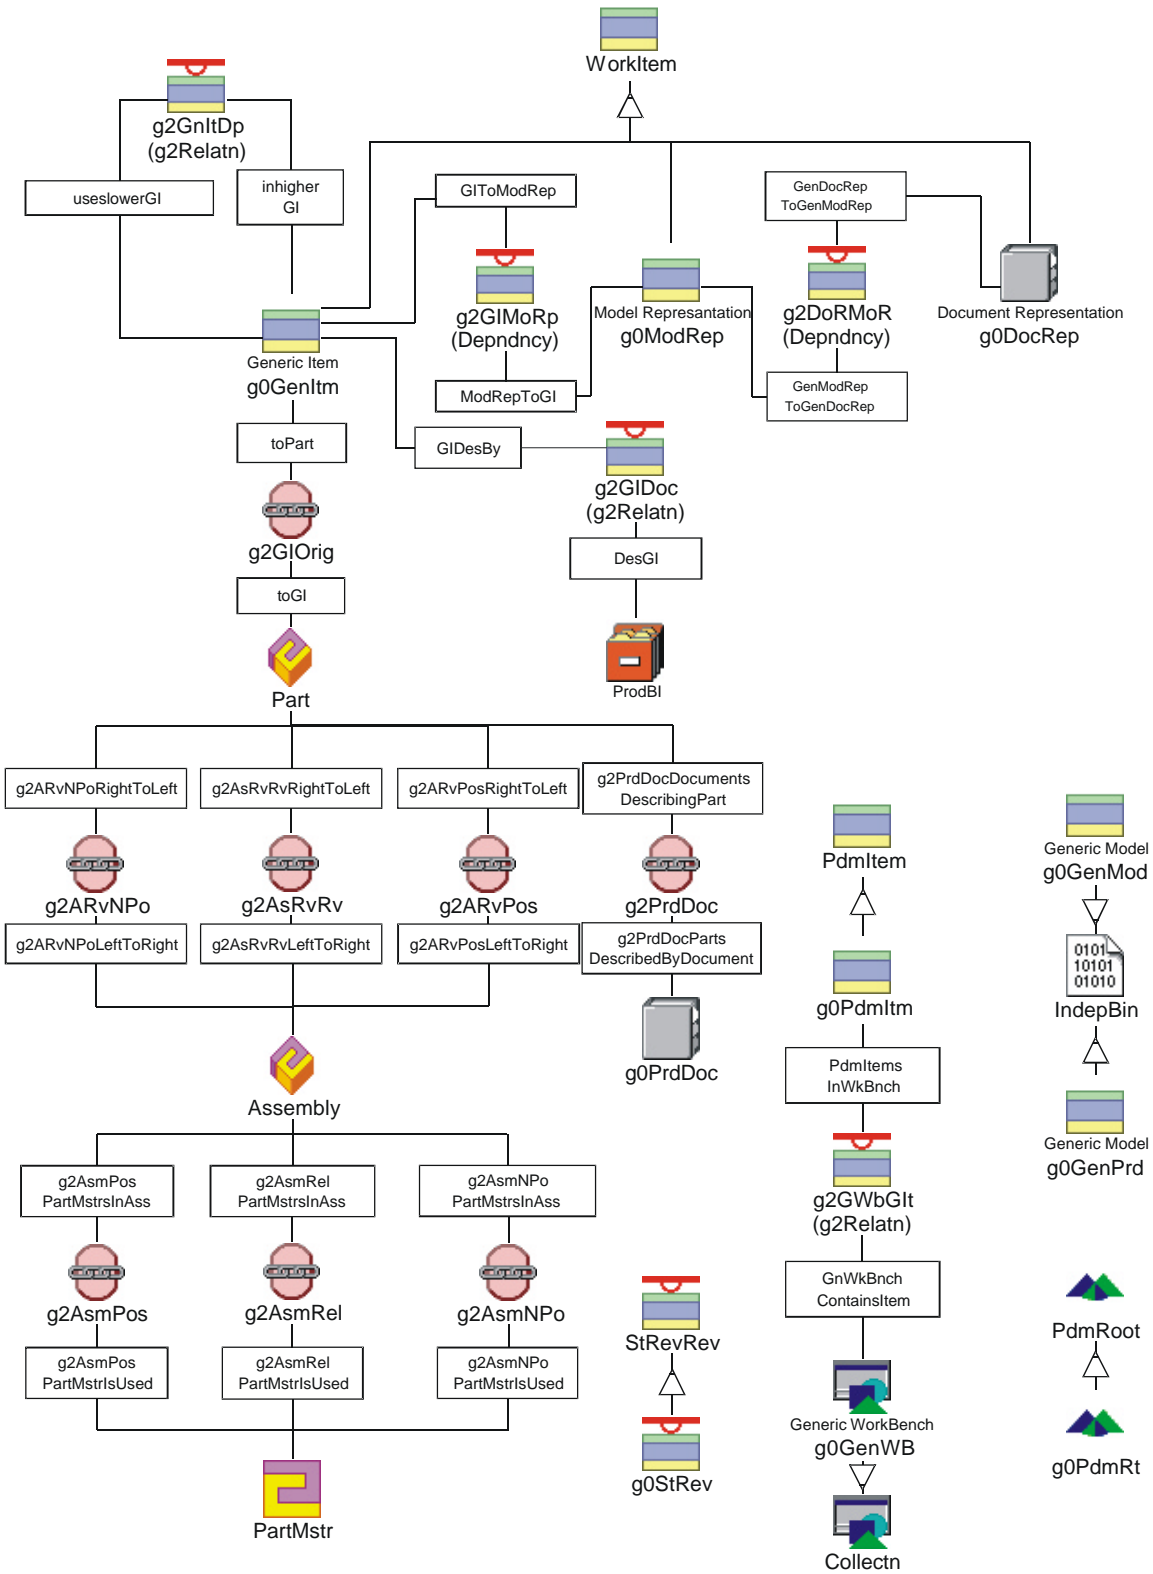 WorkItem
g2GnItDp
(g2Relatn)
useslowerGI
inhigher
GI
GIToModRep
GenDocRep
ToGenModRep
g2GIMoRp
(Depndncy)
Model Represantation
g0ModRep
g2DoRMoR
(Depndncy)
Document Representation
g0DocRep
Generic Item
g0GenItm
ModRepToGI
GenModRep
ToGenDocRep
toPart
GIDesBy
g2GIDoc
(g2Relatn)
g2GIOrig
DesGI
toGI
Part
ProdBI
g2ARvNPoRightToLeft
g2AsRvRvRightToLeft
g2ARvPosRightToLeft
g2PrdDocDocuments
DescribingPart
g2ARvNPo
g2AsRvRv
g2ARvPos
g2PrdDoc
PdmItem
Generic Model
g0GenMod
g2ARvNPoLeftToRight
g2AsRvRvLeftToRight
g2ARvPosLeftToRight
g2PrdDocParts
DescribedByDocument
0101
10101
01010
g0PdmItm
IndepBin
g0PrdDoc
PdmItems
InWkBnch
Assembly
Generic Model
g0GenPrd
g2AsmPos
PartMstrsInAss
g2AsmRel
PartMstrsInAss
g2AsmNPo
PartMstrsInAss
g2GWbGIt
(g2Relatn)
g2AsmPos
g2AsmRel
g2AsmNPo
GnWkBnch
ContainsItem
StRevRev
PdmRoot
g2AsmPos
PartMstrIsUsed
g2AsmRel
PartMstrIsUsed
g2AsmNPo
PartMstrIsUsed
Generic WorkBench
g0GenWB
g0StRev
g0PdmRt
PartMstr
Collectn